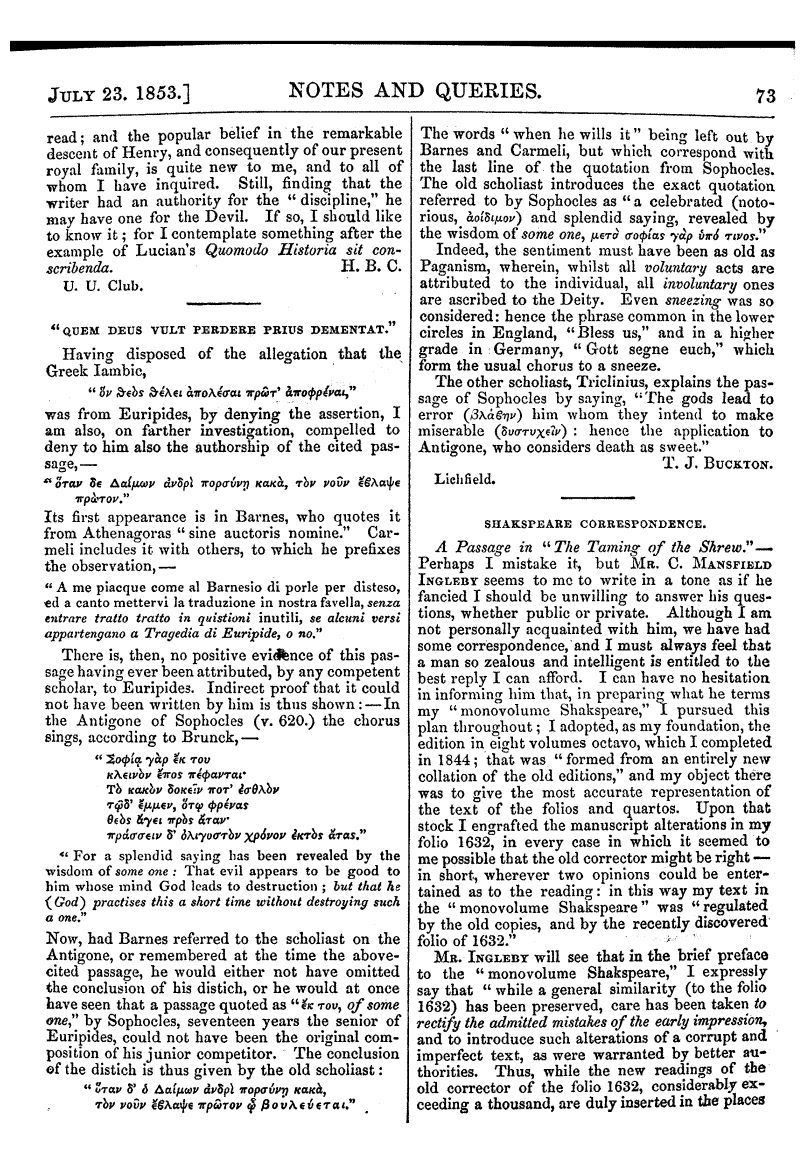 JULY 23. 1853.] NOTES AND QUERIES. 73
read; and the popular belief in the remarkable
descent of Henry, and consequently of our present
royal family, is quite new to me, and to all of
whom I have inquired. Still, finding that the
writer had an authority for the "discipline," he
may have one for the Devil. If so, I should like
to know it; for I contemplate something after the
example of Lucian's Quomodo Historia sit con-
scribenda. H. B. C.
U. U. Club.
"QUEM DEUS VULT PERDERE PRIUS DEMENTAT."
Having disposed of the allegation that the
Greek Iambic,
"ὃν ϑεὸς ϑέλει ἀπολέσαι πρῶτ' ἀποφρέναι,"
was from Euripides, by denying the assertion, I
am also, on farther investigation, compelled to
deny to him also the authorship of the cited pas-
sage,—
"ὅταν δε Δαίμων ἀνδρὶ πορσύνῃ κακὰ, τὸν νοῦν ἔϐλαψε
πρῶτον."
Its first appearance is in Barnes, who quotes it
from Athenagoras "sine auctoris nomine." Car-
meli includes it with others, to which he prefixes
the observation,—
"A me piacque come al Barnesio di porle per disteso,
ed a canto mettervi la traduzione in nostra favella, senza
entrare tratto tratto in quistioni inutili, se alcuni versi
appartengano a Tragedia di Euripide, o no."
There is, then, no positive evidence of this pas-
sage having ever been attributed, by any competent
scholar, to Euripides. Indirect proof that it could
not have been written by him is thus shown:—In
the Antigone of Sophocles (v. 620.) the chorus
sings, according to Brunck,—
"Σοφίᾳ γὰρ ἔκ του
κλεινὸν ἔπος πέφανται·
Τὸ κακὸν δοκεῖν ποτ' ἐσθλὸν
τῷδ' ἔμμεν, ὅτῳ φρένας
θεὸς ἄγει πρὸς ἄταν·
πράσσειν δ' ὀλιγοστὸν χρόνον ἐκτὸς ἄτας."
"For a splendid saying has been revealed by the
wisdom of some one: That evil appears to be good to
him whose mind God leads to destruction; but that he
(God) practises this a short time without destroying such
a one."
Now, had Barnes referred to the scholiast on the
Antigone, or remembered at the time the above-
cited passage, he would either not have omitted
the conclusion of his distich, or he would at once
have seen that a passage quoted as "ἔκ του, of some
one," by Sophocles, seventeen years the senior of
Euripides, could not have been the original com-
position of his junior competitor. The conclusion
of the distich is thus given by the old scholiast:
"ὅταν δ' ὁ Δαίμων ἀνδρὶ πορσύνῃ κακὰ,
τὸν νοῦν ἔϐλαψε πρῶτον ᾧ βουλεύεται."
The words "when he wills it" being left out by
Barnes and Carmeli, but which correspond with
the last line of the quotation from Sophocles.
The old scholiast introduces the exact quotation
referred to by Sophocles as "a celebrated (noto-
rious, ἀοίδιμον) and splendid saying, revealed by
the wisdom of some one, μετὰ σοφίας γὰρ ὑπό τινος."
Indeed, the sentiment must have been as old as
Paganism, wherein, whilst all voluntary acts are
attributed to the individual, all involuntary ones
are ascribed to the Deity. Even sneezing was so
considered: hence the phrase common in the lower
circles in England, "Bless us," and in a higher
grade in Germany, "Gott segne euch," which
form the usual chorus to a sneeze.
The other scholiast, Triclinius, explains the pas-
sage of Sophocles by saying, "The gods lead to
error (βλάϐην) him whom they intend to make
miserable (δυστυχεῖν): hence the application to
Antigone, who considers death as sweet."
T. J. BUCKTON.
Lichfield.
SHAKSPEARE CORRESPONDENCE.
A Passage in "The Taming of the Shrew."—
Perhaps I mistake it, but MR. C. MANSFIELD
INGLEBY seems to me to write in a tone as if he
fancied I should be unwilling to answer his ques-
tions, whether public or private. Although I am
not personally acquainted with him, we have had
some correspondence, and I must always feel that
a man so zealous and intelligent is entitled to the
best reply I can afford. I can have no hesitation
in informing him that, in preparing what he terms
my "monovolume Shakspeare," I pursued this
plan throughout; I adopted, as my foundation, the
edition in eight volumes octavo, which I completed
in 1844; that was "formed from an entirely new
collation of the old editions," and my object there
was to give the most accurate representation of
the text of the folios and quartos. Upon that
stock I engrafted the manuscript alterations in my
folio 1632, in every case in which it seemed to
me possible that the old corrector might be right—
in short, wherever two opinions could be enter-
tained as to the reading: in this way my text in
the "monovolume Shakspeare" was "regulated
by the old copies, and by the recently discovered
folio of 1632."
MR. INGLEBY will see that in the brief preface
to the "monovolume Shakspeare," I expressly
say that "while a general similarity (to the folio
1632) has been preserved, care has been taken to
rectify the admitted mistakes of the early impression,
and to introduce such alterations of a corrupt and
imperfect text, as were warranted by better au-
thorities. Thus, while the new readings of the
old corrector of the folio 1632, considerably ex-
ceeding a thousand, are duly inserted in the places